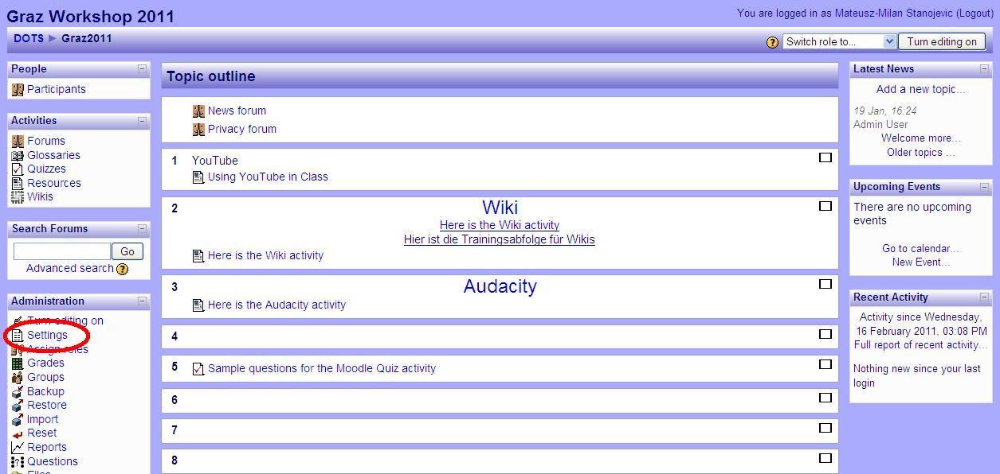 Graz Workshop 2011
You are logged in as Mateusz-Milan Stanojevic (Logout)
DOTS ► Graz2011
Switch role to...
Turn editing on
People
Participants
Activities
Forums
Glossaries
Quizzes
Resources
Wikis
Search Forums
Go
Advanced search
Administration
Turn editing on
Settings
Assign roles
Grades
Groups
Backup
Restore
Import
Reset
Reports
Questions
Files
Topic outline
News forum
Privacy forum
1 YouTube
Using YouTube in Class
2 Wiki
Here is the Wiki activity
Hier ist die Trainingsabfolge für Wikis
Here is the Wiki activity
3 Audacity
Here is the Audacity activity
4
5 Sample questions for the Moodle Quiz activity
6
7
8
Latest News
Add a new topic...
19 Jan, 16:24
Admin User
Welcome more...
Older topics ...
Upcoming Events
There are no upcoming
events
Go to calendar...
New Event...
Recent Activity
Activity since Wednesday,
16 February 2011, 03:08 PM
Full report of recent activity...
Nothing new since your last
login